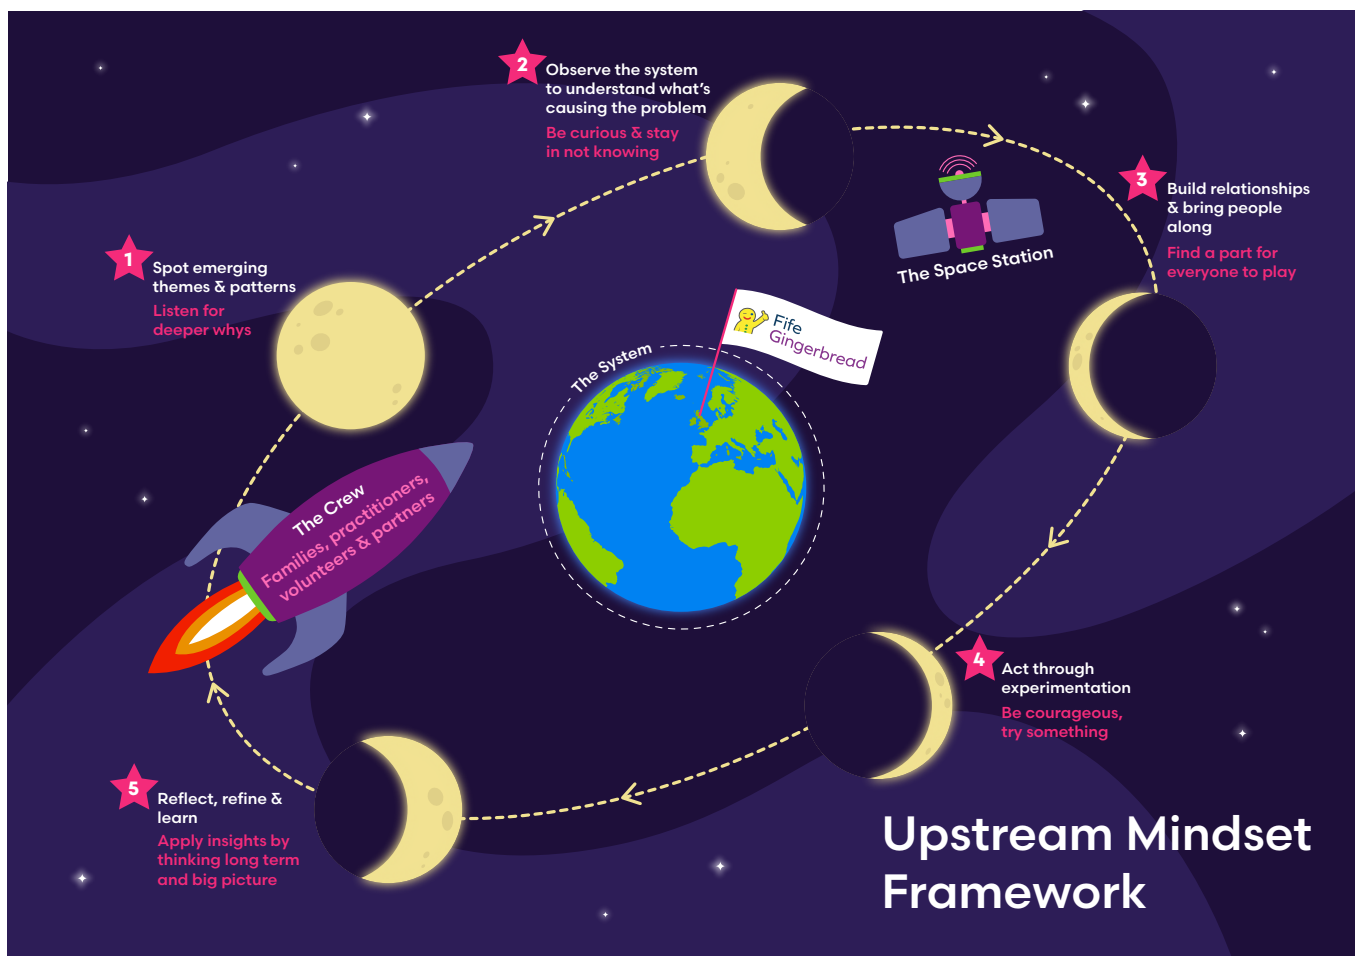 1
Spot emerging
themes & patterns
Listen for
deeper whys
2
Observe the system
to understand what's
causing the problem
Be curious & stay
in not knowing
3
Build relationships
& bring people
along
Find a part for
everyone to play
The Space Station
Fife
Gingerbread
The System
The Crew
Families, practitioners,
volunteers & partners
4
Act through
experimentation
Be courageous,
try something
5
Reflect, refine &
learn
Apply insights by
thinking long term
and big picture
Upstream Mindset
Framework